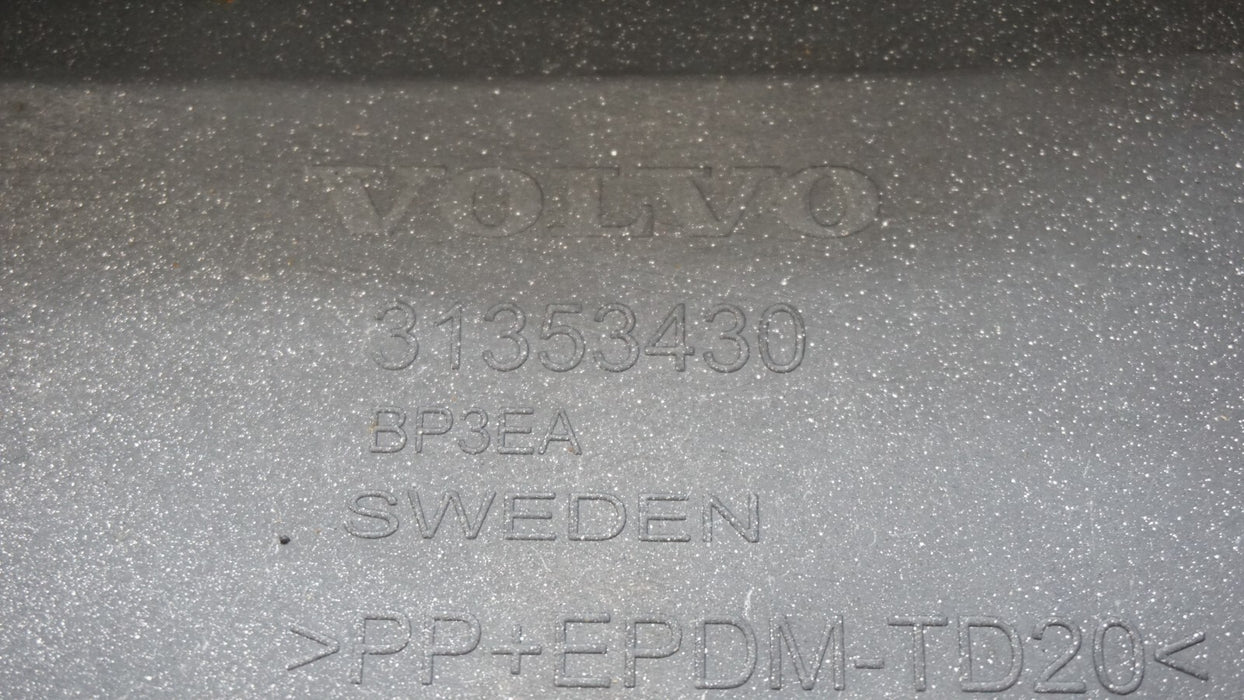 VOLVO
31353430
BP3EA
SWEDEN
>PP+EPDM-TD20<